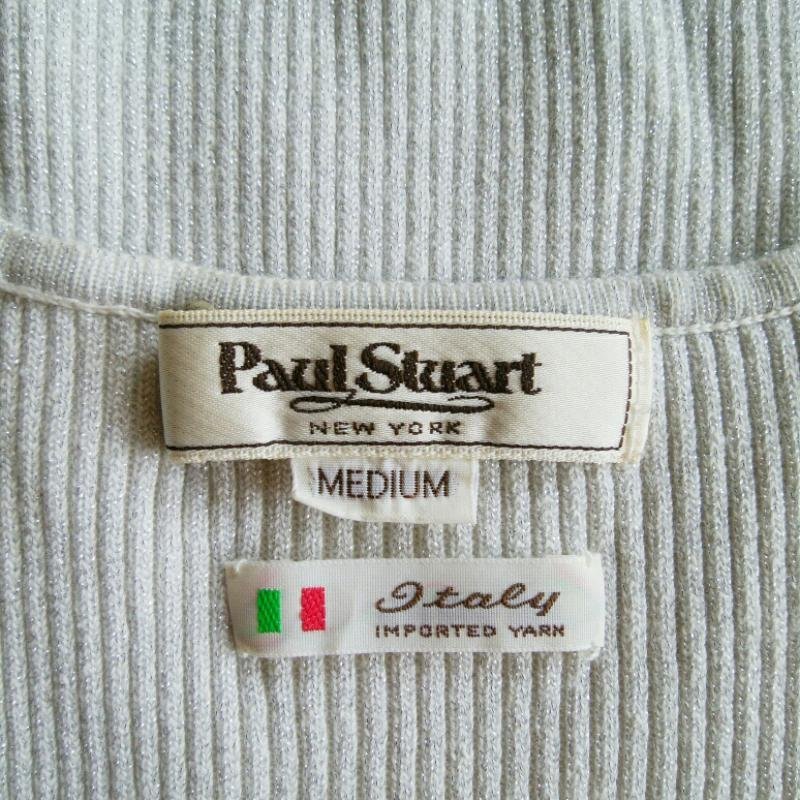 Paul Stuart
NEW YORK
MEDIUM
Italy
IMPORTED YARN